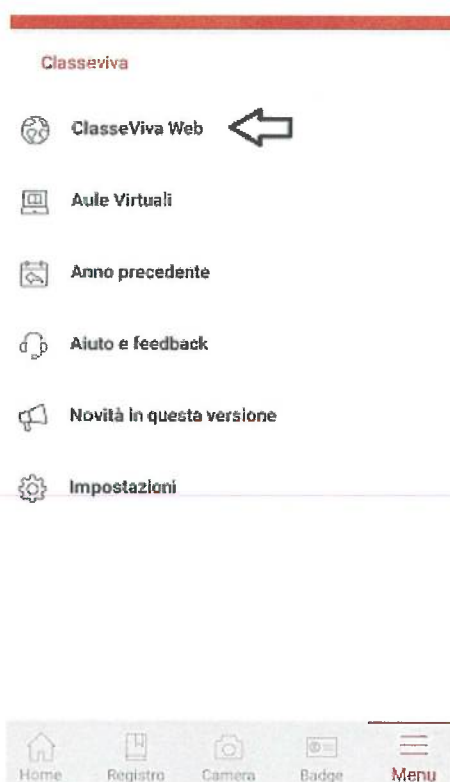 Classeviva
ClasseViva Web
Aule Virtuali
Anno precedente
Aiuto e feedback
Novità in questa versione
Impostazioni
Home Registro Camera Badge Menu